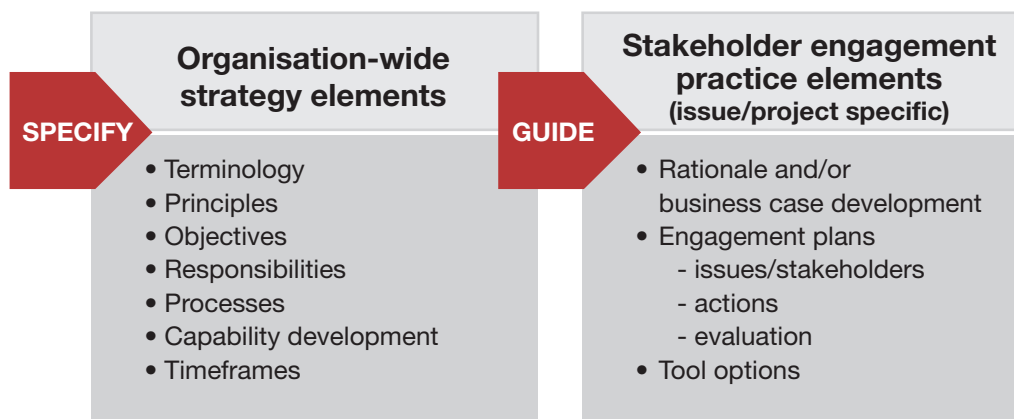 SPECIFY
Organisation-wide
strategy elements
• Terminology
• Principles
• Objectives
• Responsibilities
• Processes
• Capability development
• Timeframes
GUIDE
Stakeholder engagement
practice elements
(issue/project specific)
• Rationale and/or
business case development
• Engagement plans
- issues/stakeholders
- actions
- evaluation
• Tool options